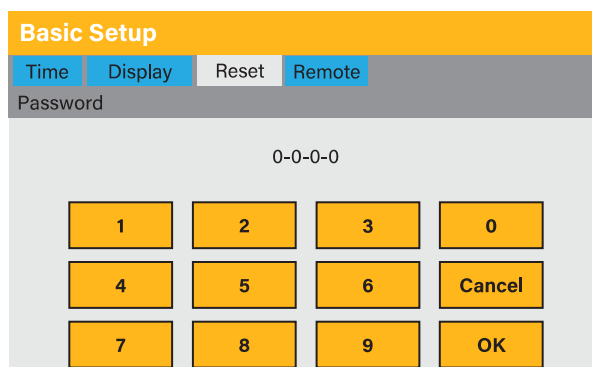 Basic Setup
Time Display Reset Remote
Password
0-0-0-0
1 2 3 0
4 5 6 Cancel
7 8 9 OK